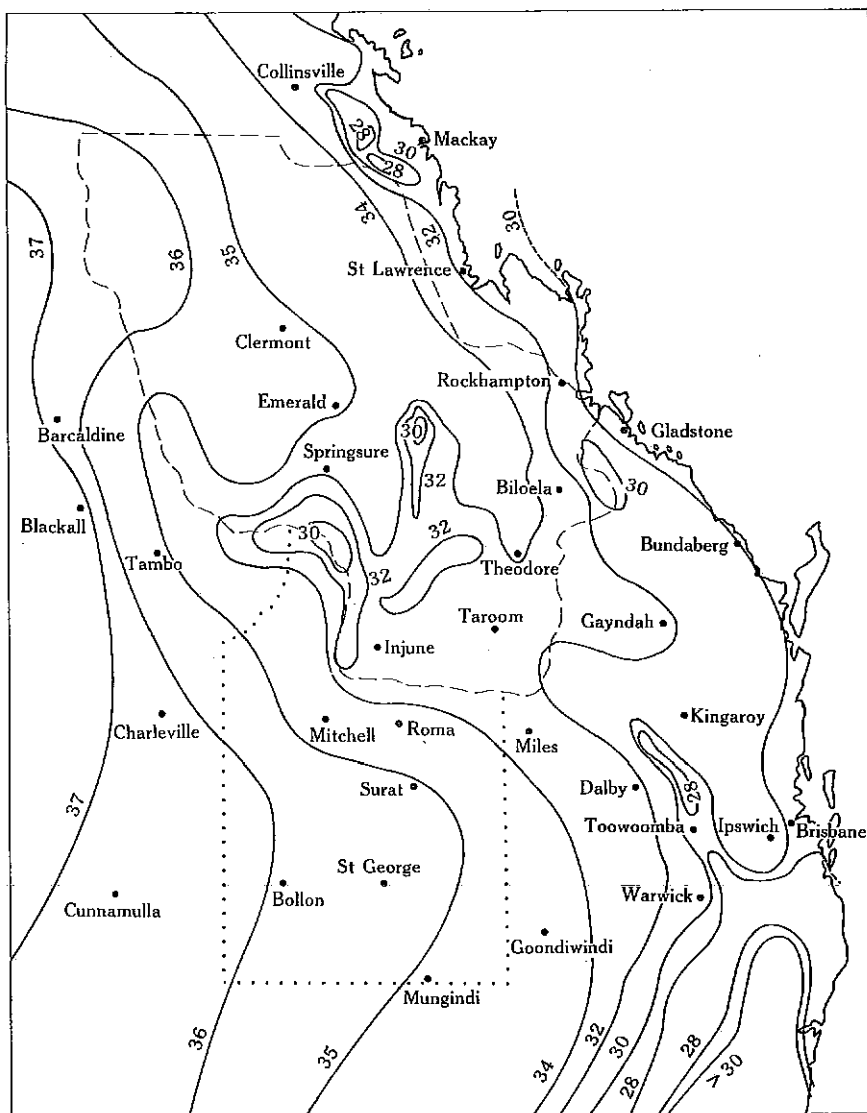 Collinsville
28
30
Mackay
28
37
36
35
34
32
30
St Lawrence
Clermont
Rockhampton
Emerald
Barcaldine
30
Gladstone
Springsure
32
Biloela
30
Blackall
32
30
Bundaberg
Tambo
32
Theodore
Taroom
Gayndah
Injune
Charleville
Mitchell
Roma
Miles
Kingaroy
Surat
Dalby
28
37
Toowoomba
Ipswich
Brisbane
St George
Cunnamulla
Bollon
Warwick
Goondiwindi
Mungindi
36
35
34
32
30
28
28
> 30